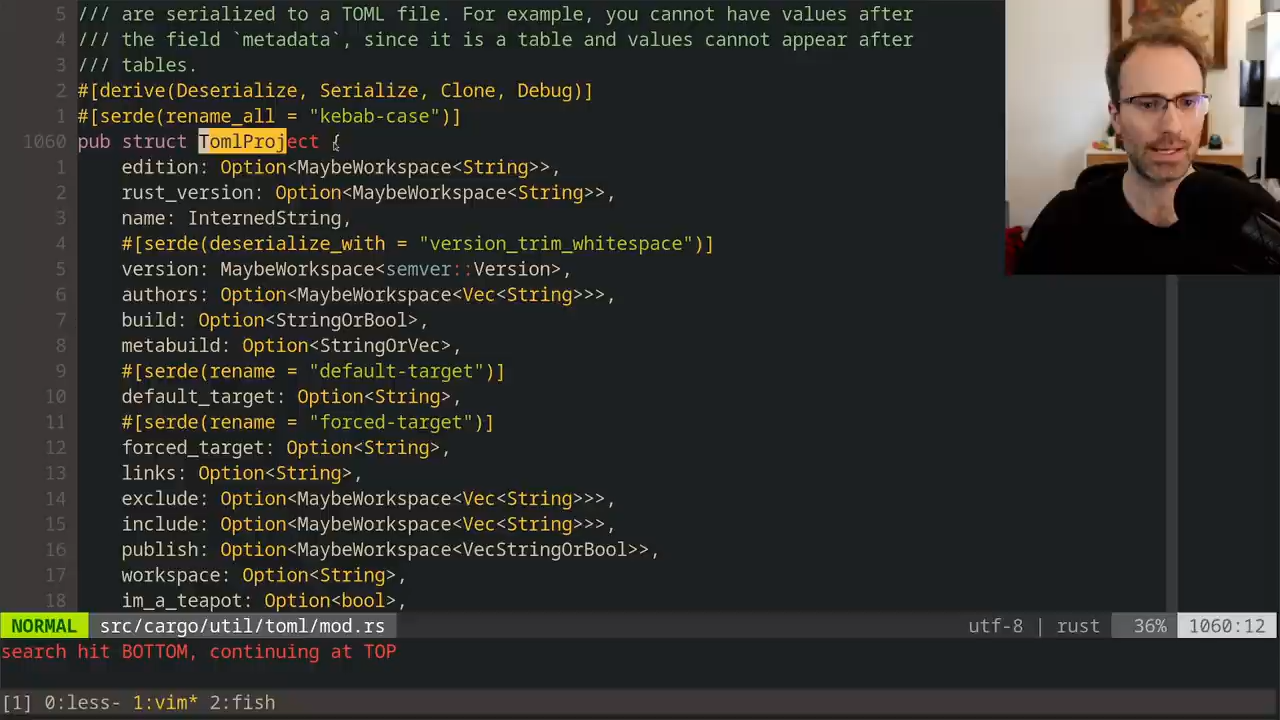 5 /// are serialized to a TOML file. For example, you cannot have values after
4 /// the field `metadata`, since it is a table and values cannot appear after
3 /// tables.
2 #[derive(Deserialize, Serialize, Clone, Debug)]
1 #[serde(rename_all = "kebab-case")]
1060 pub struct TomlProject {
1 edition: Option<MaybeWorkspace<String>>,
2 rust_version: Option<MaybeWorkspace<String>>,
3 name: InternedString,
4 #[serde(deserialize_with = "version_trim_whitespace")]
5 version: MaybeWorkspace<semver::Version>,
6 authors: Option<MaybeWorkspace<Vec<String>>>,
7 build: Option<StringOrBool>,
8 metabuild: Option<StringOrVec>,
9 #[serde(rename = "default-target")]
10 default_target: Option<String>,
11 #[serde(rename = "forced-target")]
12 forced_target: Option<String>,
13 links: Option<String>,
14 exclude: Option<MaybeWorkspace<Vec<String>>>,
15 include: Option<MaybeWorkspace<Vec<String>>>,
16 publish: Option<MaybeWorkspace<VecStringOrBool>>,
17 workspace: Option<String>,
18 im_a_teapot: Option<bool>,
NORMAL src/cargo/util/toml/mod.rs utf-8 | rust 36% 1060:12
search hit BOTTOM, continuing at TOP
[1] 0:less- 1:vim* 2:fish